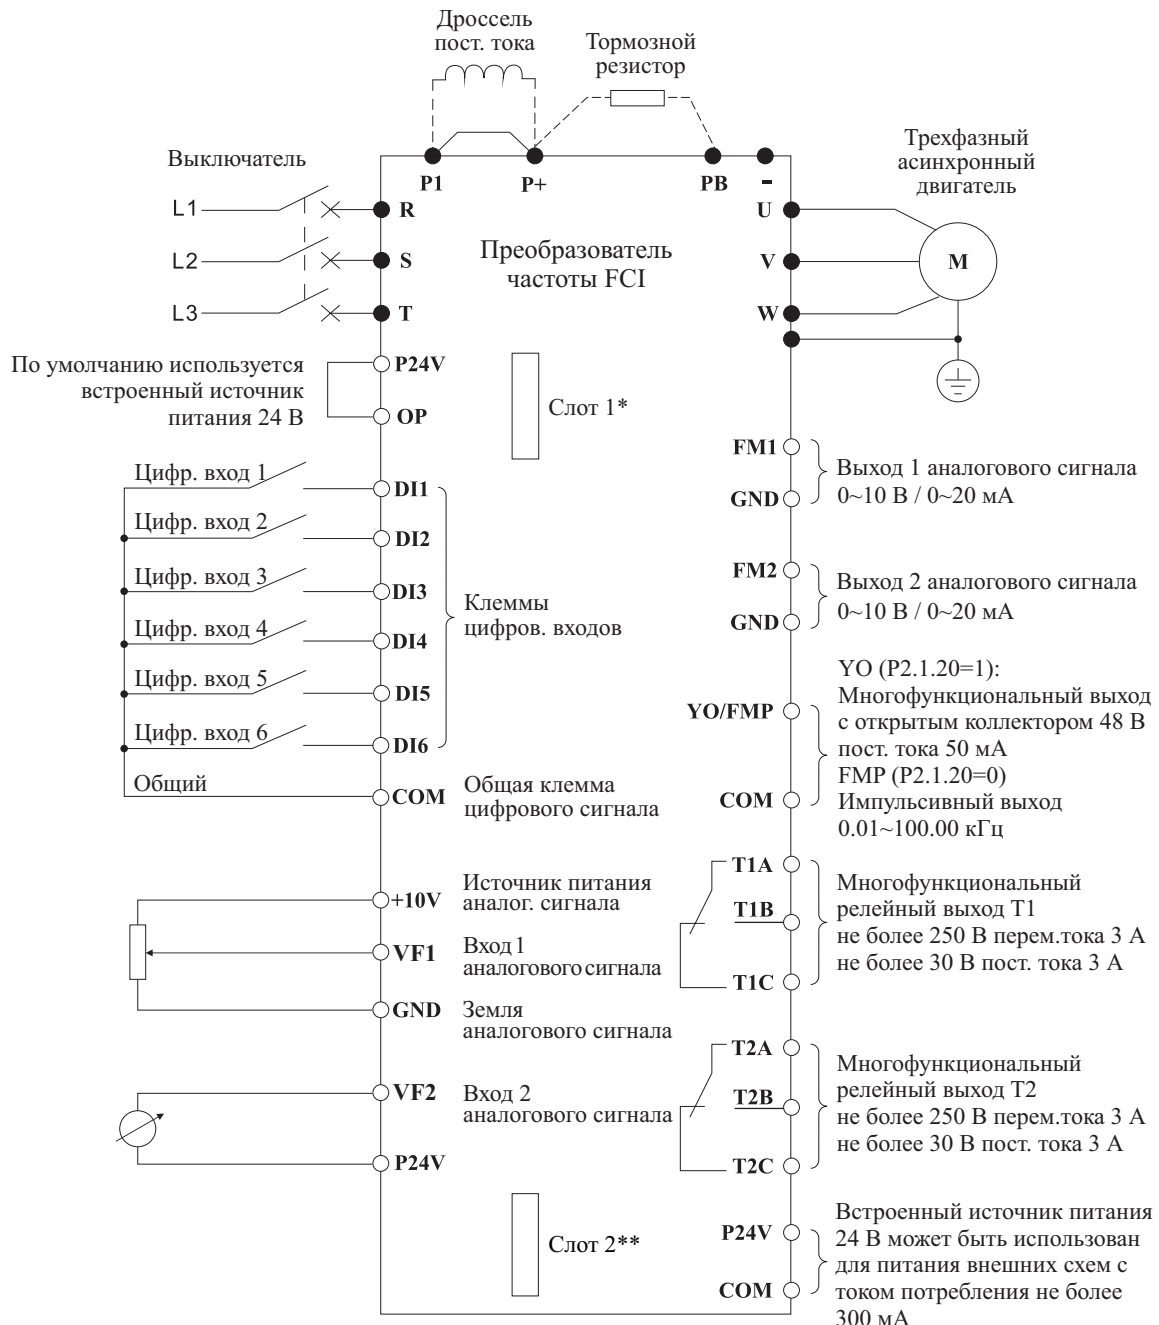 Дроссель
пост. тока
Тормозной
резистор
Выключатель
P1
P+
PB
-
Трехфазный
асинхронный
двигатель
L1
R
U
L2
S
Преобразователь
частоты FCI
V
M
L3
T
W
По умолчанию используется
встроенный источник
питания 24 В
P24V
OP
Слот 1*
FM1
GND
Выход 1 аналогового сигнала
0~10 В / 0~20 мА
Цифр. вход 1
DI1
Цифр. вход 2
DI2
Цифр. вход 3
DI3
Цифр. вход 4
DI4
Цифр. вход 5
DI5
Цифр. вход 6
DI6
Клеммы
цифров. входов
Общий
COM
Общая клемма
цифрового сигнала
FM2
GND
Выход 2 аналогового сигнала
0~10 В / 0~20 мА
YO/FMP
COM
YO (P2.1.20=1):
Многофункциональный выход
с открытым коллектором 48 В
пост. тока 50 мА
FMP (P2.1.20=0)
Импульсивный выход
0.01~100.00 кГц
+10V
Источник питания
аналог. сигнала
VF1
Вход 1
аналогового сигнала
GND
Земля
аналогового сигнала
T1A
T1B
T1C
Многофункциональный
релейный выход T1
не более 250 В перем.тока 3 А
не более 30 В пост. тока 3 А
VF2
Вход 2
аналогового сигнала
P24V
T2A
T2B
T2C
Многофункциональный
релейный выход T2
не более 250 В перем.тока 3 А
не более 30 В пост. тока 3 А
Слот 2**
P24V
COM
Встроенный источник питания
24 В может быть использован
для питания внешних схем с
током потребления не более
300 мА